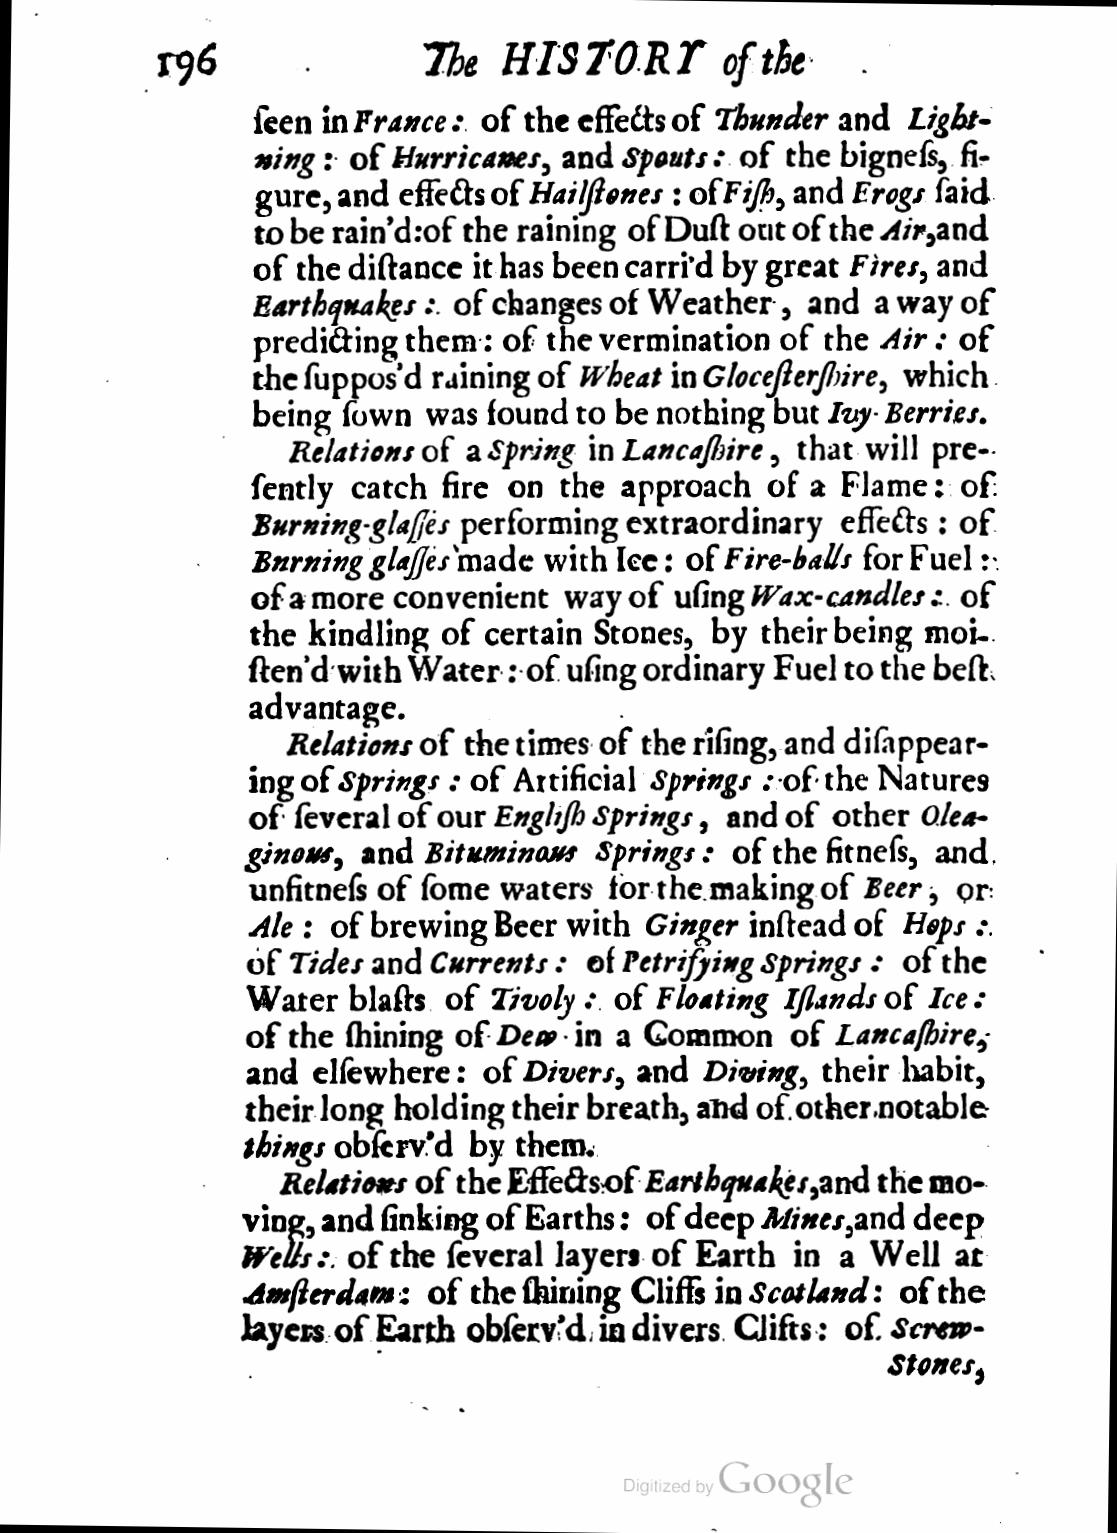 196 The HISTORY of the
ſeen in France: of the effects of Thunder and Light-
ning: of Hurricanes, and Spouts: of the bigneſs, fi-
gure, and effects of Hailſtones: of Fiſh, and Frogs ſaid
to be rain'd: of the raining of Duſt out of the Air, and
of the diſtance it has been carri'd by great Fires, and
Earthquakes: of changes of Weather, and a way of
predicting them: of the vermination of the Air: of
the ſuppos'd raining of Wheat in Gloceſterſhire, which
being ſown was found to be nothing but Ivy-Berries.
Relations of a Spring in Lancaſhire, that will pre-
ſently catch fire on the approach of a Flame: of
Burning-glaſſes performing extraordinary effects: of
Bnrning glaſſes made with Ice: of Fire-balls for Fuel:
of a more convenient way of uſing Wax-candles: of
the kindling of certain Stones, by their being moi-
ſten'd with Water: of uſing ordinary Fuel to the beſt
advantage.
Relations of the times of the riſing, and diſappear-
ing of Springs: of Artificial Springs: of the Natures
of ſeveral of our Engliſh Springs, and of other Olea-
ginous, and Bituminous Springs: of the fitneſs, and
unfitneſs of ſome waters for the making of Beer, or
Ale: of brewing Beer with Ginger inſtead of Hops:
of Tides and Currents: of Petrifying Springs: of the
Water blaſts of Tivoly: of Floating Iſlands of Ice:
of the ſhining of Dew in a Common of Lancaſhire,
and elſewhere: of Divers, and Diving, their habit,
their long holding their breath, and of other notable
things obſerv'd by them.
Relations of the Effects of Earthquakes, and the mo-
ving, and ſinking of Earths: of deep Mines, and deep
Wells: of the ſeveral layers of Earth in a Well at
Amſterdam: of the ſhining Cliffs in Scotland: of the
layers of Earth obſerv'd in divers Clifts: of Screw-
Stones,
Digitized by Google